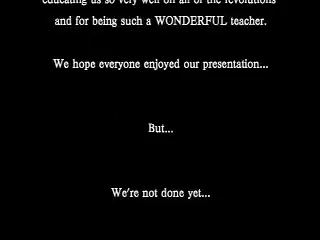 educating us so very well on all of the revolutions
and for being such a WONDERFUL teacher.
We hope everyone enjoyed our presentation...
But...
We're not done yet...